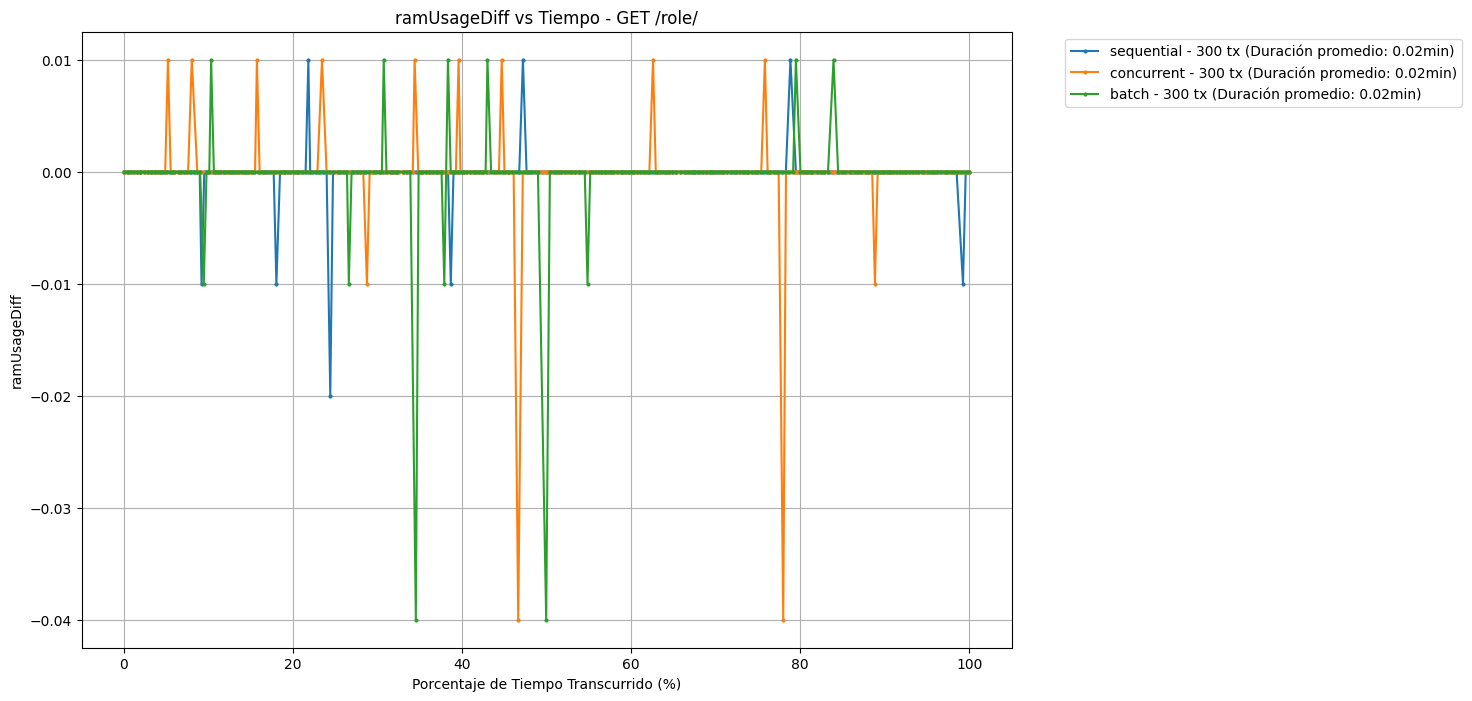 ramUsageDiff vs Tiempo - GET /role/
sequential - 300 tx (Duración promedio: 0.02min)
concurrent - 300 tx (Duración promedio: 0.02min)
batch - 300 tx (Duración promedio: 0.02min)
ramUsageDiff
0.01
0.00
−0.01
−0.02
−0.03
−0.04
0 20 40 60 80 100
Porcentaje de Tiempo Transcurrido (%)